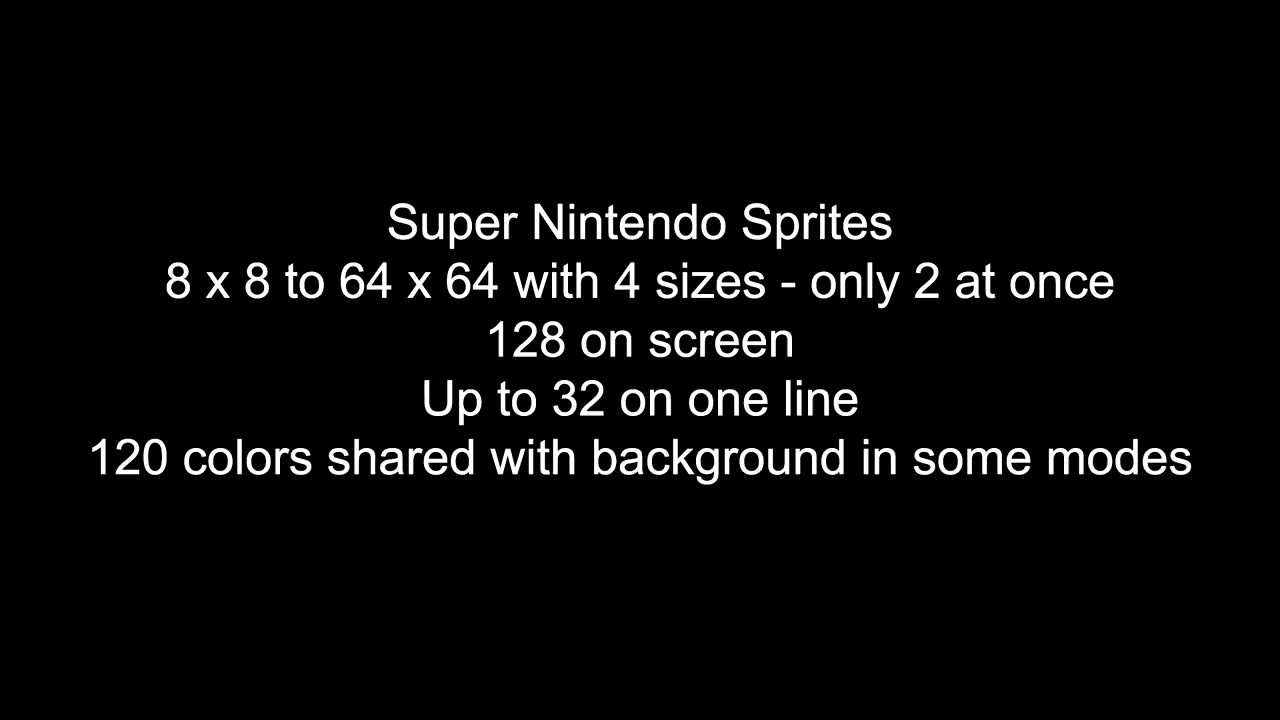 Super Nintendo Sprites
8 x 8 to 64 x 64 with 4 sizes - only 2 at once
128 on screen
Up to 32 on one line
120 colors shared with background in some modes